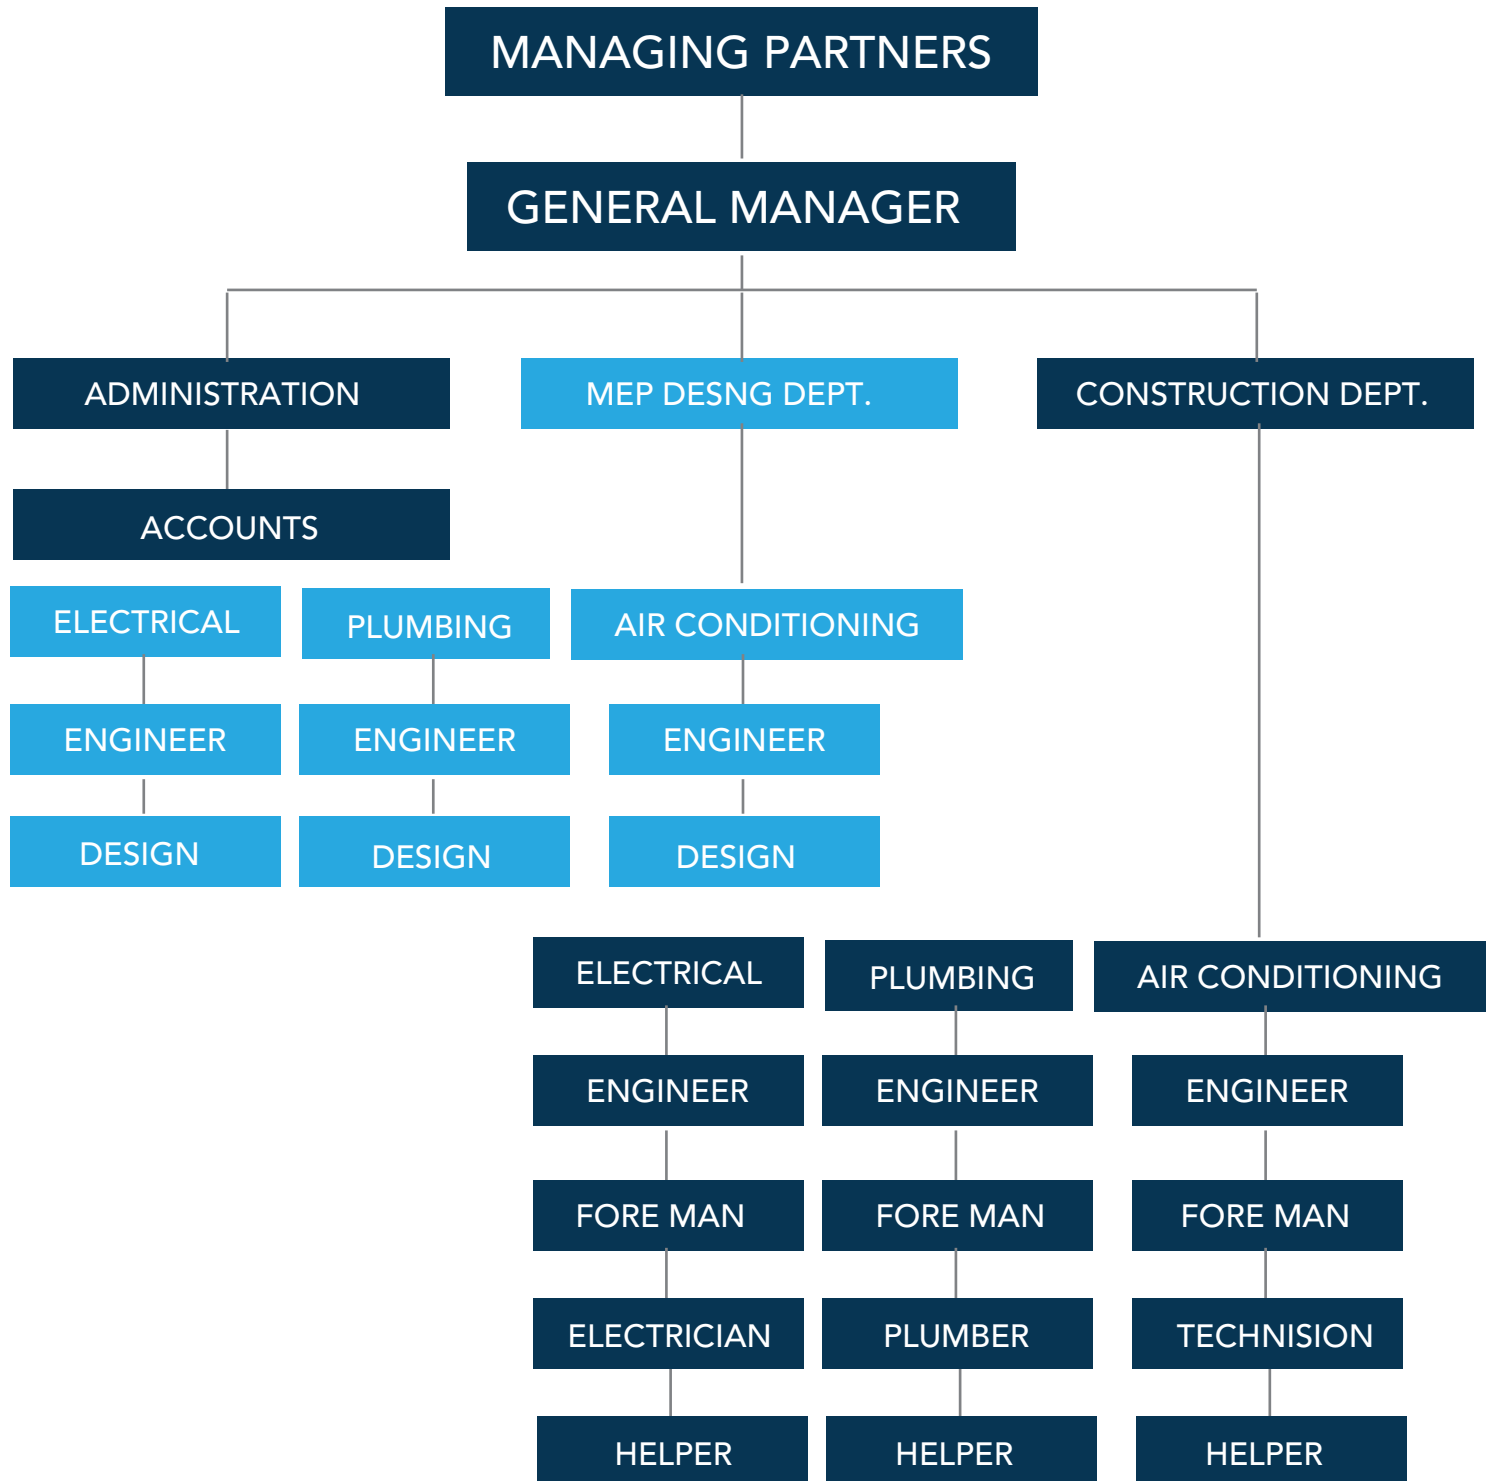 MANAGING PARTNERS
GENERAL MANAGER
ADMINISTRATION
MEP DESNG DEPT.
CONSTRUCTION DEPT.
ACCOUNTS
ELECTRICAL
PLUMBING
AIR CONDITIONING
ENGINEER
ENGINEER
ENGINEER
DESIGN
DESIGN
DESIGN
ELECTRICAL
PLUMBING
AIR CONDITIONING
ENGINEER
ENGINEER
ENGINEER
FORE MAN
FORE MAN
FORE MAN
ELECTRICIAN
PLUMBER
TECHNISION
HELPER
HELPER
HELPER